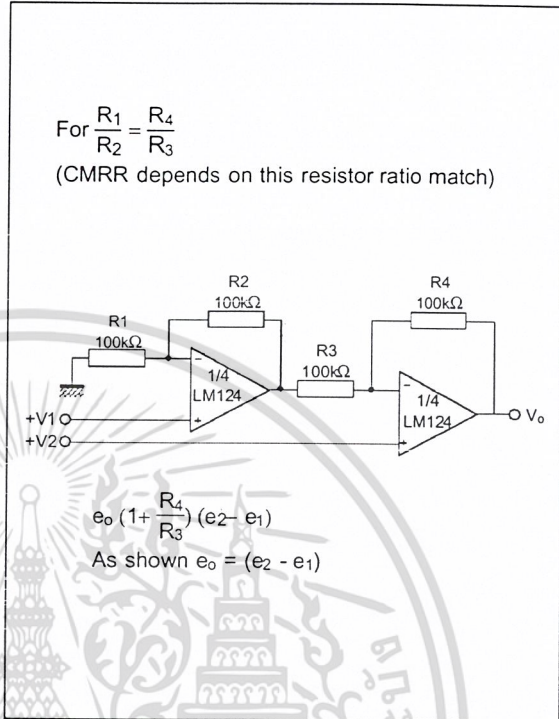 For R1/R2 = R4/R3
(CMRR depends on this resistor ratio match)
R2
100kΩ
R4
100kΩ
R1
100kΩ
R3
100kΩ
1/4
LM124
1/4
LM124
+V1
+V2
Vo
eo (1+ R4/R3) (e2– e1)
As shown eo = (e2 - e1)